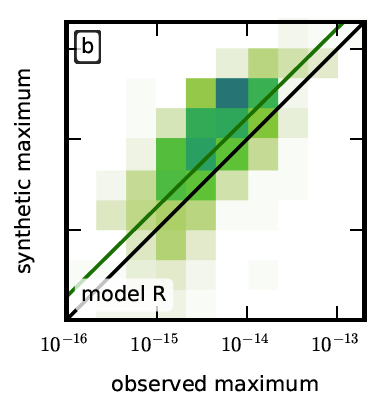 b
synthetic maximum
model R
10⁻¹⁶ 10⁻¹⁵ 10⁻¹⁴ 10⁻¹³
observed maximum